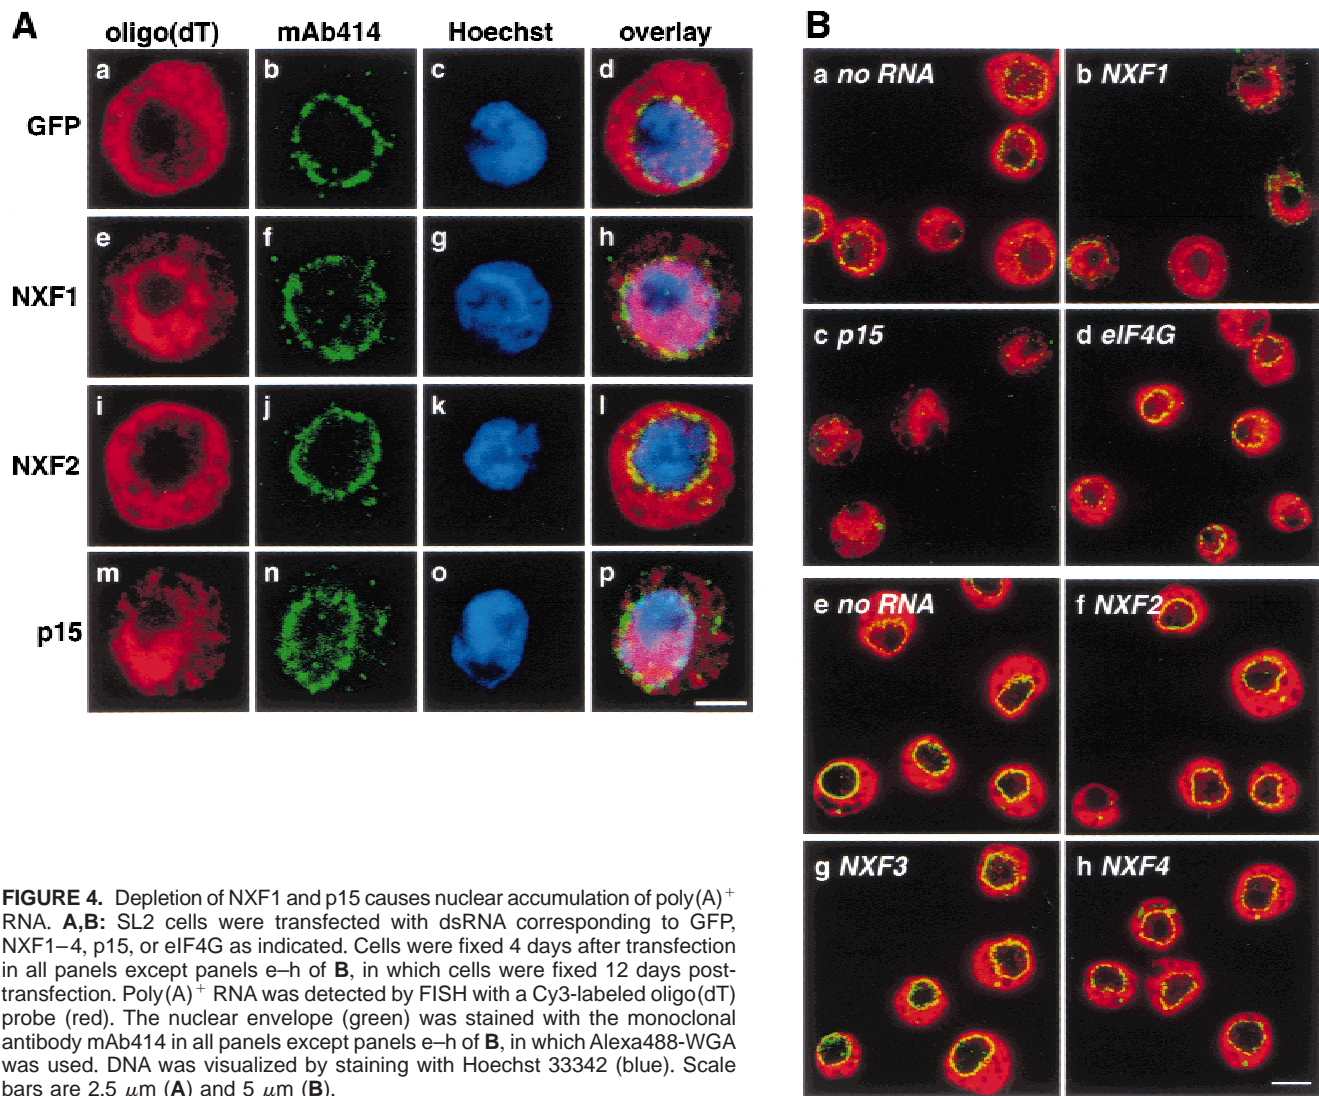 A
oligo(dT) mAb414 Hoechst overlay
GFP
a b c d
NXF1
e f g h
NXF2
i j k l
p15
m n o p
B
a no RNA
b NXF1
c p15
d eIF4G
e no RNA
f NXF2
g NXF3
h NXF4
FIGURE 4. Depletion of NXF1 and p15 causes nuclear accumulation of poly(A)+
RNA. A,B: SL2 cells were transfected with dsRNA corresponding to GFP,
NXF1–4, p15, or eIF4G as indicated. Cells were fixed 4 days after transfection
in all panels except panels e–h of B, in which cells were fixed 12 days post-
transfection. Poly(A)+ RNA was detected by FISH with a Cy3-labeled oligo(dT)
probe (red). The nuclear envelope (green) was stained with the monoclonal
antibody mAb414 in all panels except panels e–h of B, in which Alexa488-WGA
was used. DNA was visualized by staining with Hoechst 33342 (blue). Scale
bars are 2.5 μm (A) and 5 μm (B).